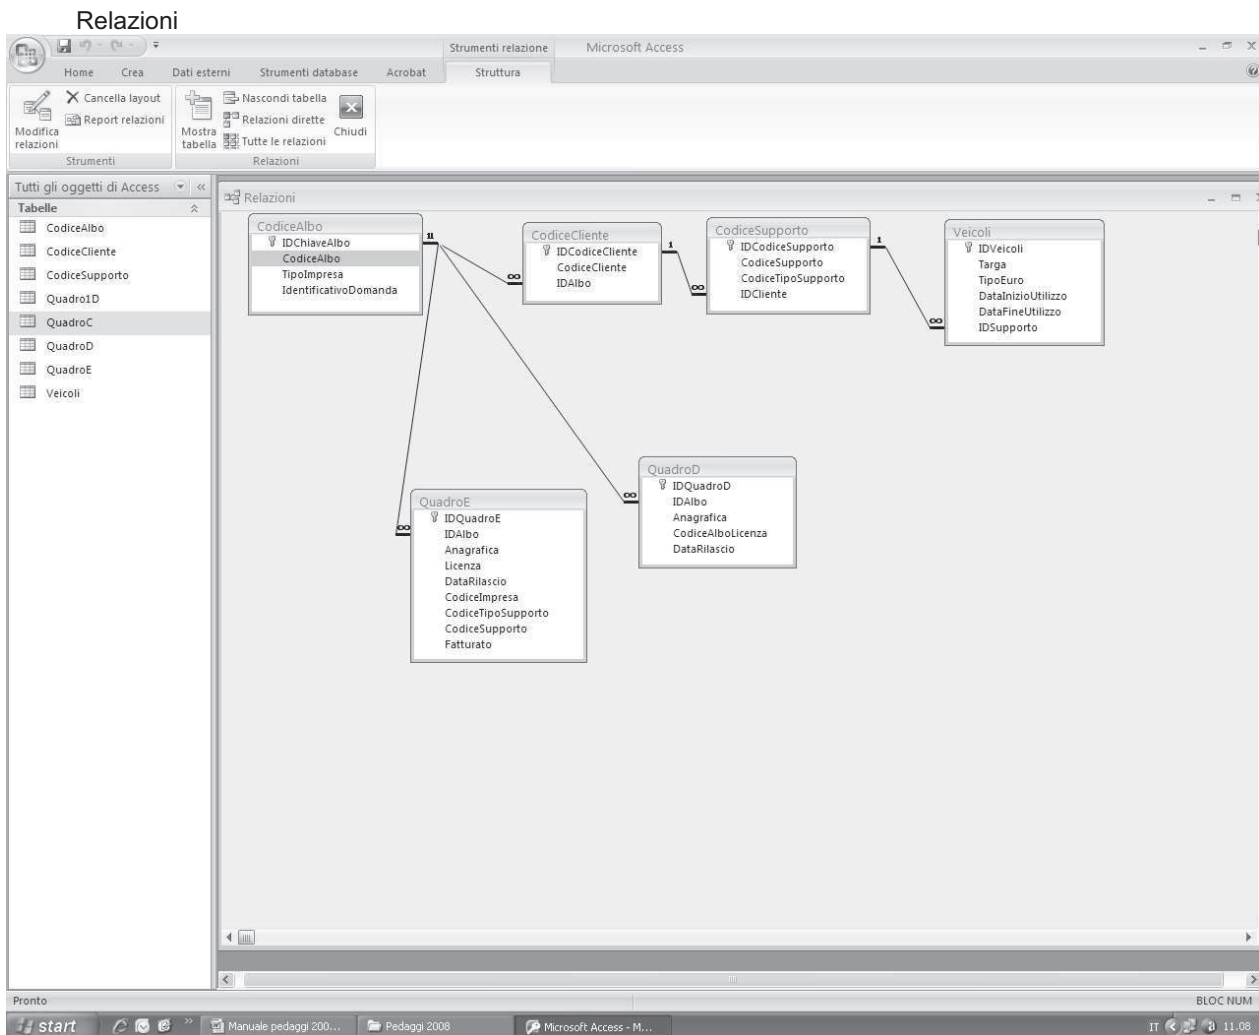 Relazioni
Strumenti relazione Microsoft Access
Home Crea Dati esterni Strumenti database Acrobat Struttura
Modifica relazioni
Cancella layout
Report relazioni
Strumenti
Mostra tabella
Nascondi tabella
Relazioni dirette
Tutte le relazioni
Chiudi
Relazioni
Tutti gli oggetti di Access
Tabelle
CodiceAlbo
CodiceCliente
CodiceSupporto
Quadro1D
QuadroC
QuadroD
QuadroE
Veicoli
Relazioni
CodiceAlbo
IDChiaveAlbo
CodiceAlbo
TipoImpresa
IdentificativoDomanda
1
∞
CodiceCliente
IDCodiceCliente
CodiceCliente
IDAlbo
1
∞
CodiceSupporto
IDCodiceSupporto
CodiceSupporto
CodiceTipoSupporto
IDCliente
1
∞
Veicoli
IDVeicoli
Targa
TipoEuro
DataInizioUtilizzo
DataFineUtilizzo
IDSupporto
∞
QuadroE
IDQuadroE
IDAlbo
Anagrafica
Licenza
DataRilascio
CodiceImpresa
CodiceTipoSupporto
CodiceSupporto
Fatturato
∞
QuadroD
IDQuadroD
IDAlbo
Anagrafica
CodiceAlboLicenza
DataRilascio
Pronto
BLOC NUM
start
Manuale pedaggi 200...
Pedaggi 2008
Microsoft Access - M...
IT
11.08